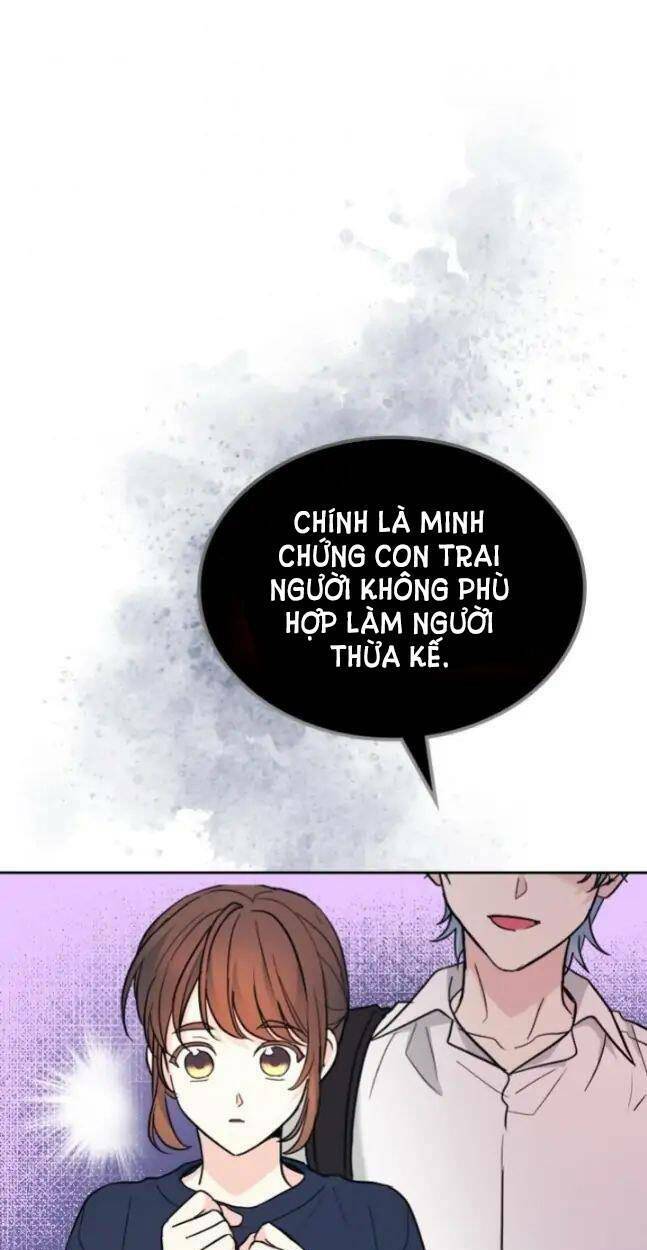 CHÍNH LÀ MINH
CHỨNG CON TRAI
NGƯỜI KHÔNG PHÙ
HỢP LÀM NGƯỜI
THỪA KẾ.